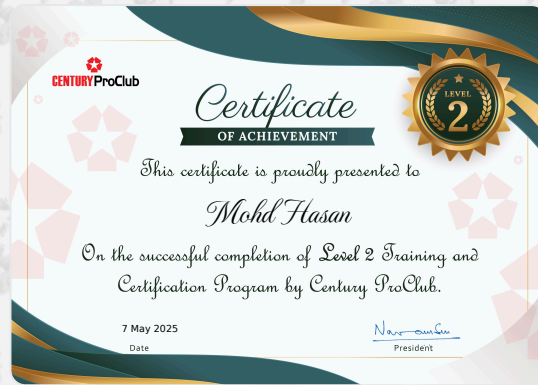 CENTURY ProClub
LEVEL
2
Certificate
OF ACHIEVEMENT
This certificate is proudly presented to
Mohd Hasan
On the successful completion of Level 2 Training and
Certification Program by Century ProClub.
7 May 2025
Date
President